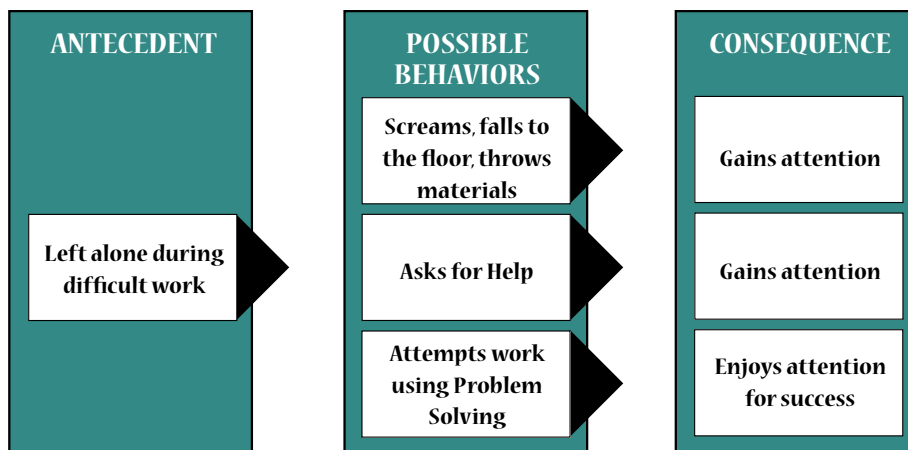 ANTECEDENT
Left alone during
difficult work
POSSIBLE
BEHAVIORS
Screams, falls to
the floor, throws
materials
Asks for Help
Attempts work
using Problem
Solving
CONSEQUENCE
Gains attention
Gains attention
Enjoys attention
for success